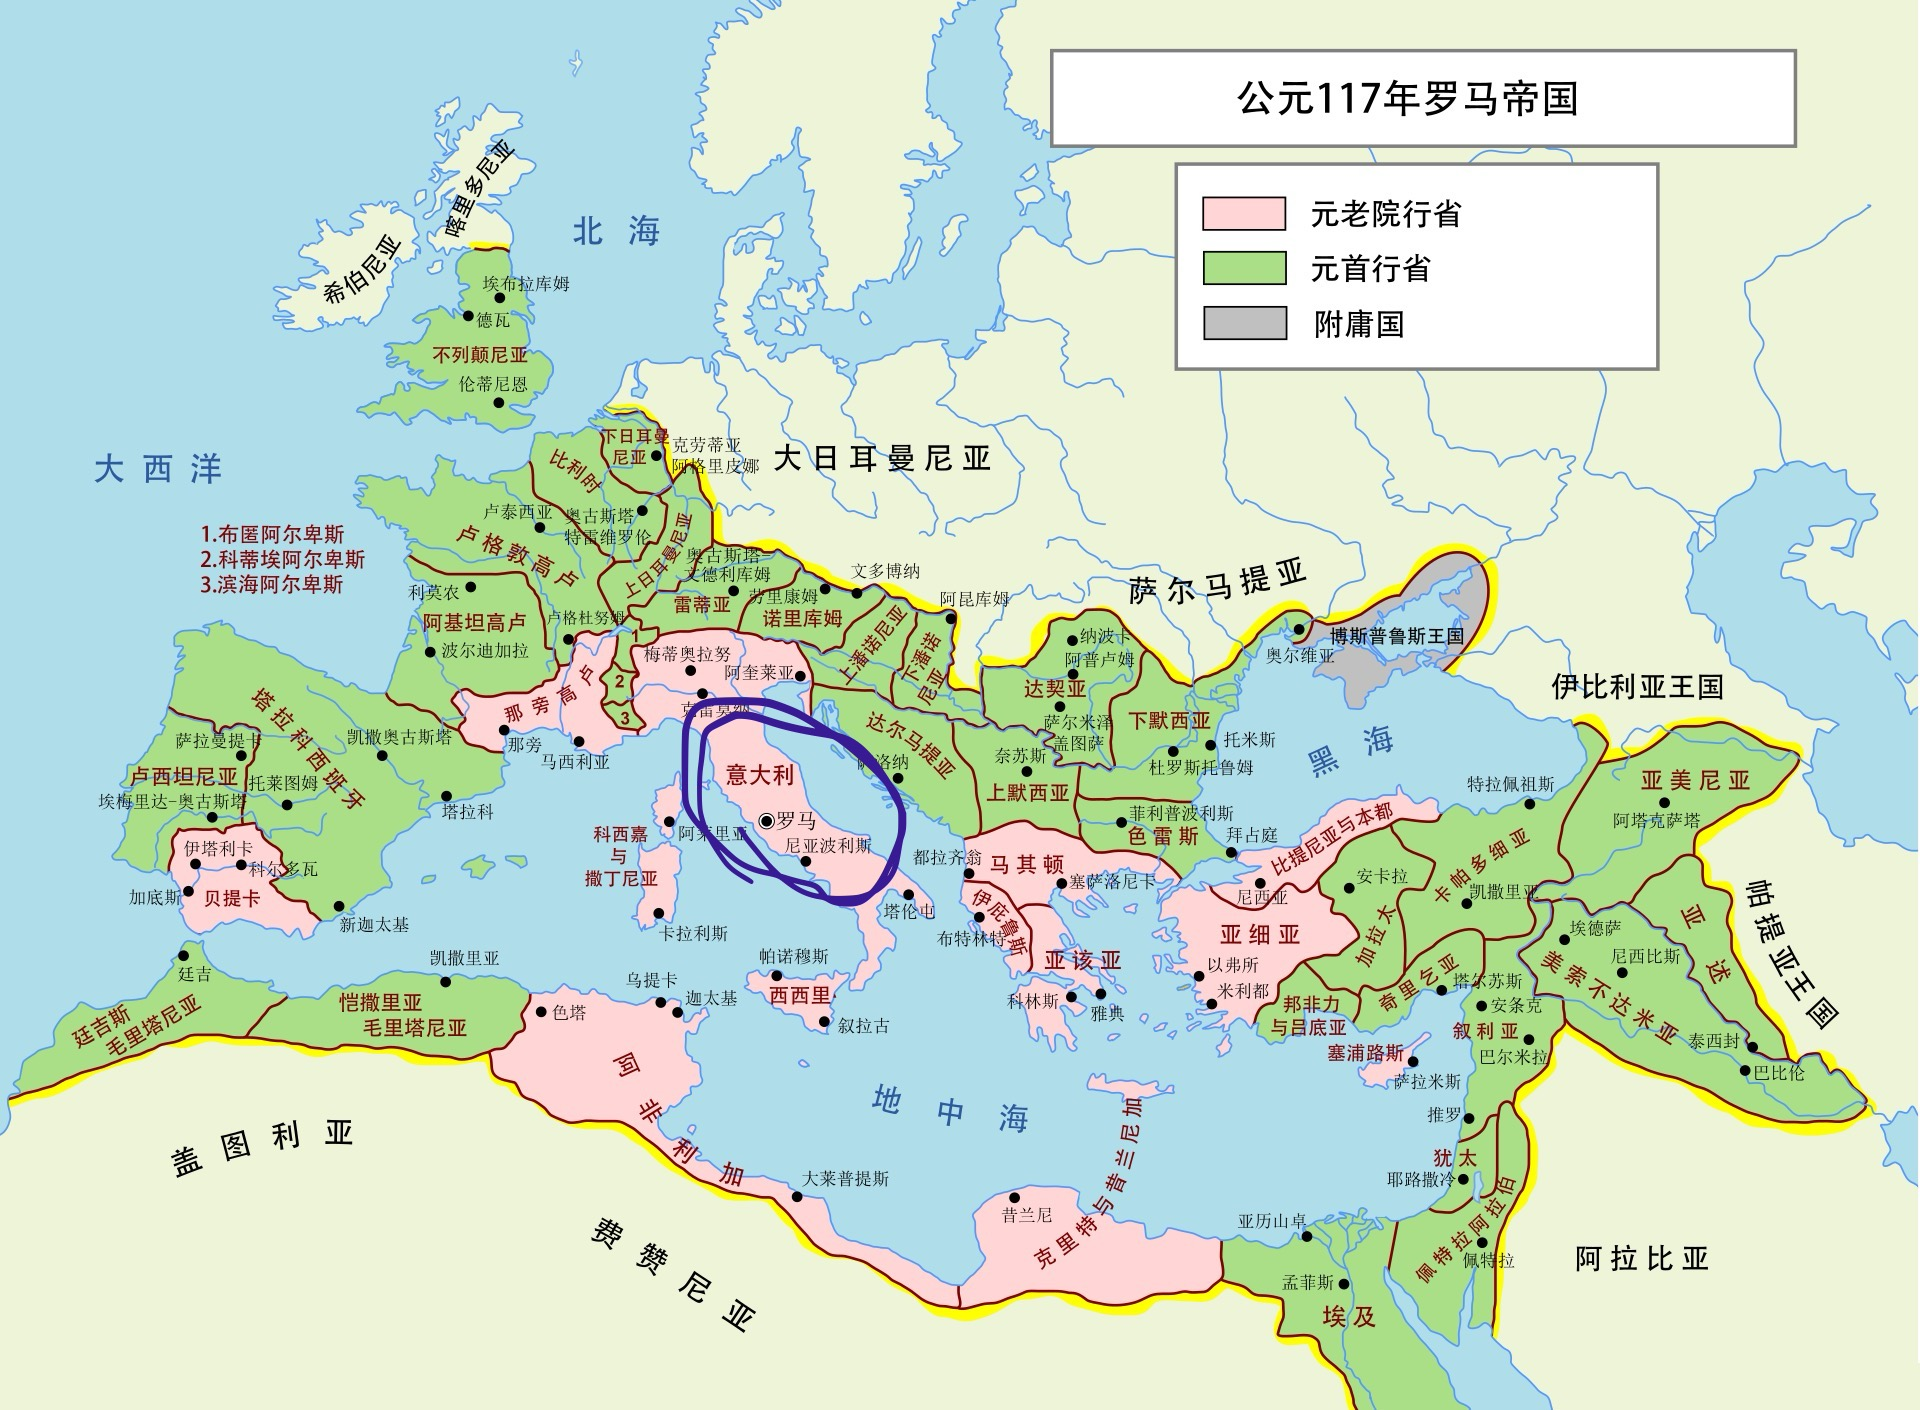 公元117年罗马帝国
元老院行省
元首行省
附庸国
喀里多尼亚
希伯尼亚
北海
埃布拉库姆
德瓦
不列颠尼亚
伦蒂尼恩
大西洋
1.布匿阿尔卑斯
2.科蒂埃阿尔卑斯
3.滨海阿尔卑斯
下日耳曼
尼亚
克劳蒂亚
阿格里皮娜
大日耳曼尼亚
比利时
卢泰西亚
奥古斯塔
特雷维罗伦
卢格敦高卢
上日耳曼尼亚
奥古斯塔-
文德利库姆
劳里康姆
文多博纳
阿昆库姆
萨尔马提亚
利莫农
阿基坦高卢
卢格杜努姆
波尔迪加拉
雷蒂亚
诺里库姆
上潘诺尼亚
下潘诺
尼亚
1
2
3
梅蒂奥拉努
阿奎莱亚
克雷莫纳
那旁高卢
那旁
马西利亚
纳波卡
阿普卢姆
达契亚
萨尔米泽
盖图萨
下默西亚
托米斯
杜罗斯托鲁姆
奥尔维亚
博斯普鲁斯王国
伊比利亚王国
黑海
塔拉科西班牙
萨拉曼提卡
凯撒奥古斯塔
卢西坦尼亚
托莱图姆
埃梅里达-奥古斯塔
塔拉科
伊塔利卡
科尔多瓦
加底斯
贝提卡
新迦太基
意大利
罗马
尼亚波利斯
科西嘉
与
撒丁尼亚
阿莱里亚
卡拉利斯
达尔马提亚
萨洛纳
奈苏斯
上默西亚
菲利普波利斯
色雷斯
拜占庭
都拉齐翁
马其顿
塞萨洛尼卡
塔伦屯
伊庇鲁斯
布特林特
亚该亚
科林斯
雅典
帕诺穆斯
西西里
叙拉古
特拉佩祖斯
亚美尼亚
阿塔克萨塔
比提尼亚与本都
尼西亚
安卡拉
卡帕多细亚
凯撒里亚
加拉太
亚细亚
以弗所
米利都
邦非力
与吕底亚
奇里乞亚
塔尔苏斯
安条克
叙利亚
巴尔米拉
塞浦路斯
萨拉米斯
推罗
犹太
耶路撒冷
佩特拉阿拉伯
佩特拉
埃德萨
尼西比斯
美索不达米亚
亚述
泰西封
巴比伦
帕提亚王国
阿拉比亚
廷吉
廷吉斯
毛里塔尼亚
凯撒里亚
恺撒里亚
毛里塔尼亚
色塔
乌提卡
迦太基
阿非利加
地中海
大莱普提斯
昔兰尼
克里特与昔兰尼加
亚历山卓
孟菲斯
埃及
盖图利亚
费赞尼亚